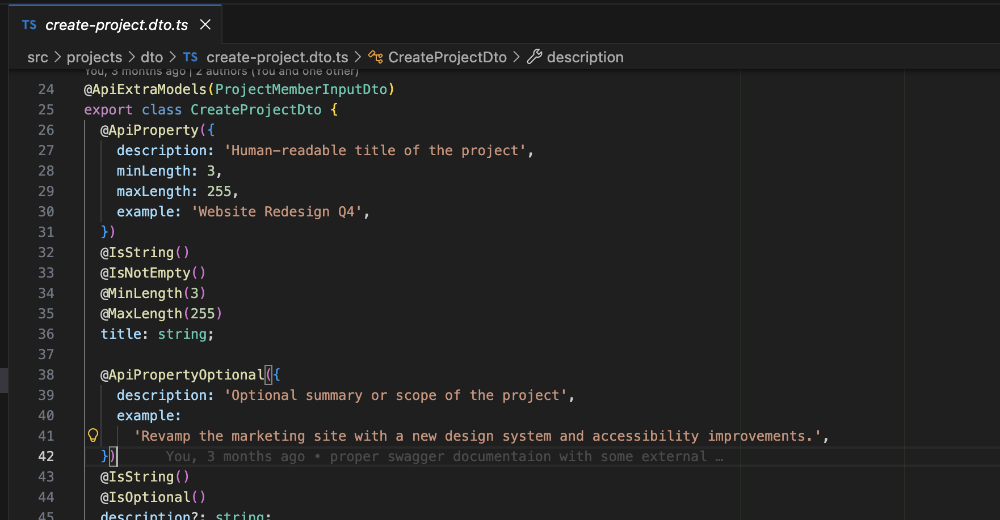 TS create-project.dto.ts
src > projects > dto > TS create-project.dto.ts > CreateProjectDto > description
You, 3 months ago | 2 authors (You and one other)
24 @ApiExtraModels(ProjectMemberInputDto)
25 export class CreateProjectDto {
26 @ApiProperty({
27 description: 'Human-readable title of the project',
28 minLength: 3,
29 maxLength: 255,
30 example: 'Website Redesign Q4',
31 })
32 @IsString()
33 @IsNotEmpty()
34 @MinLength(3)
35 @MaxLength(255)
36 title: string;
37
38 @ApiPropertyOptional({
39 description: 'Optional summary or scope of the project',
40 example:
41 'Revamp the marketing site with a new design system and accessibility improvements.',
42 }) You, 3 months ago • proper swagger documentaion with some external …
43 @IsString()
44 @IsOptional()
45 description?: string;